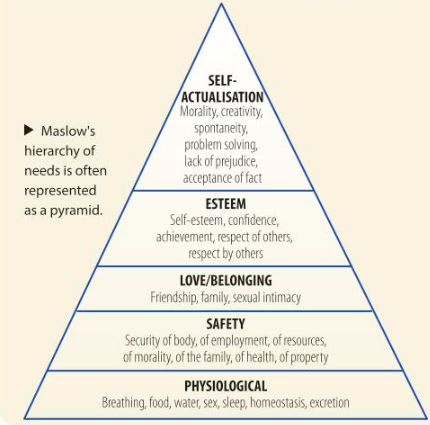 ▶ Maslow's
hierarchy of
needs is often
represented
as a pyramid.
SELF-
ACTUALISATION
Morality, creativity,
spontaneity,
problem solving,
lack of prejudice,
acceptance of fact
ESTEEM
Self-esteem, confidence,
achievement, respect of others,
respect by others
LOVE/BELONGING
Friendship, family, sexual intimacy
SAFETY
Security of body, of employment, of resources,
of morality, of the family, of health, of property
PHYSIOLOGICAL
Breathing, food, water, sex, sleep, homeostasis, excretion